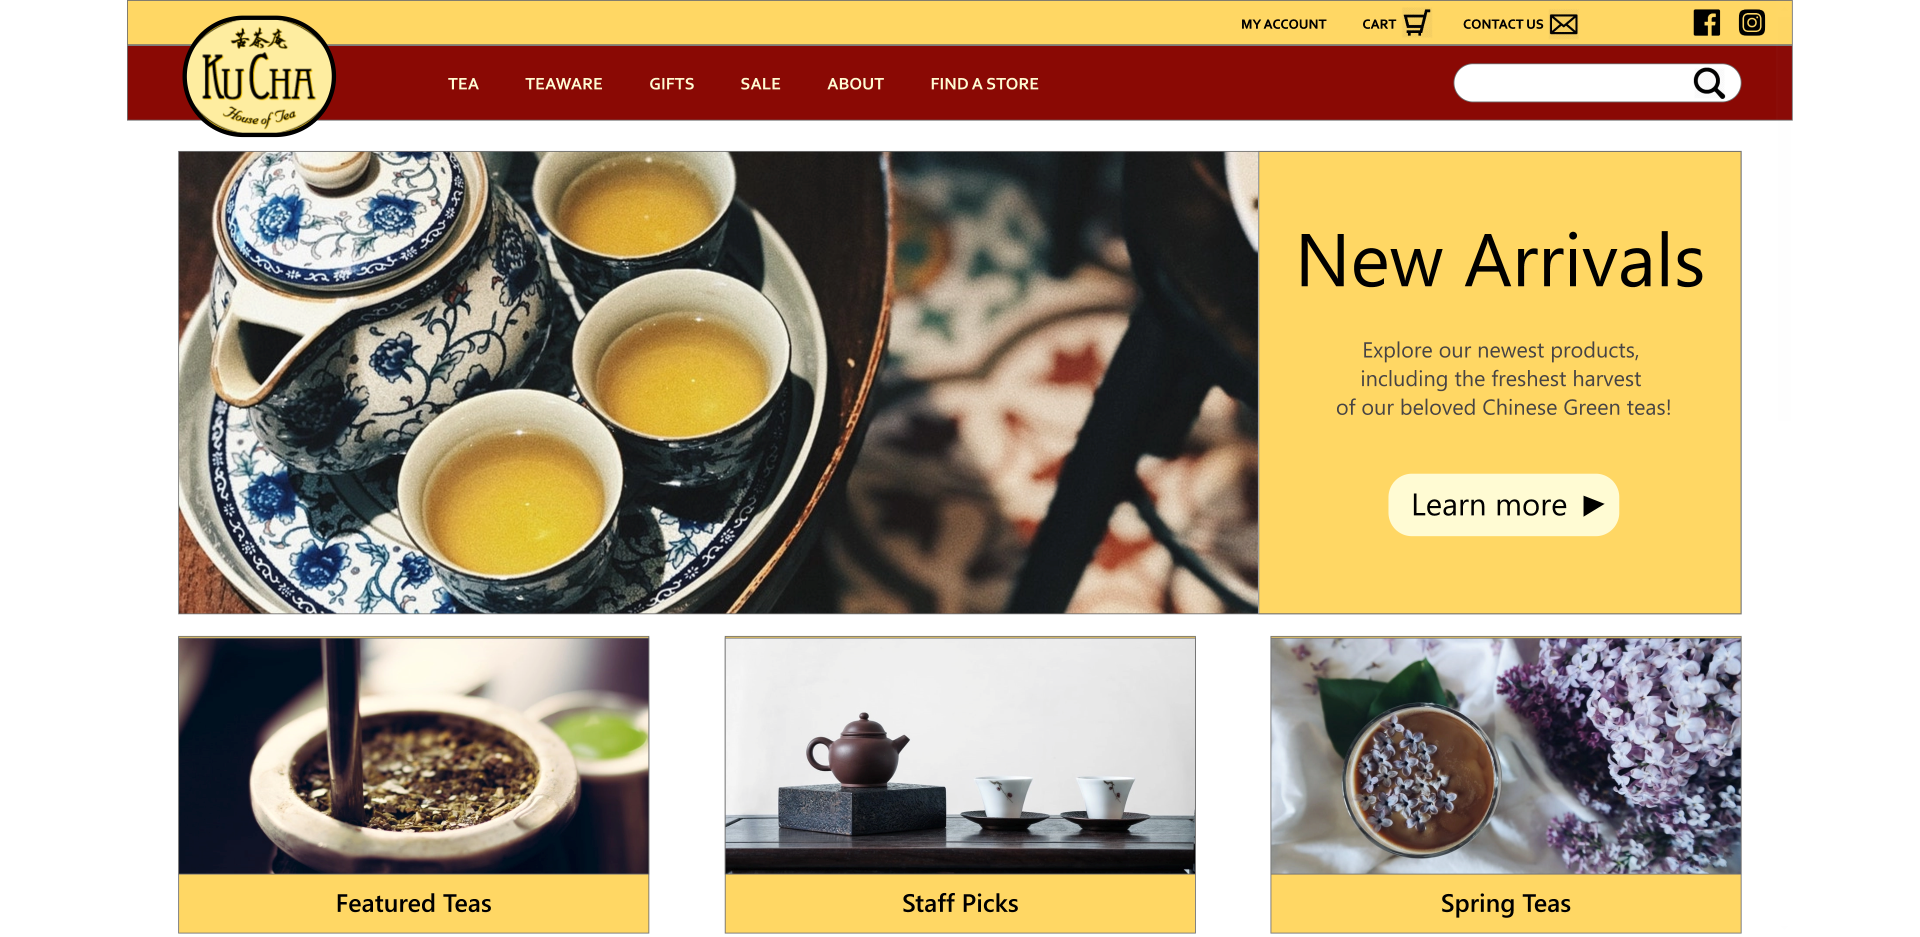 MY ACCOUNT
CART
CONTACT US
苦茶庵
KU CHA
House of Tea
TEA
TEAWARE
GIFTS
SALE
ABOUT
FIND A STORE
New Arrivals
Explore our newest products,
including the freshest harvest
of our beloved Chinese Green teas!
Learn more
Featured Teas
Staff Picks
Spring Teas